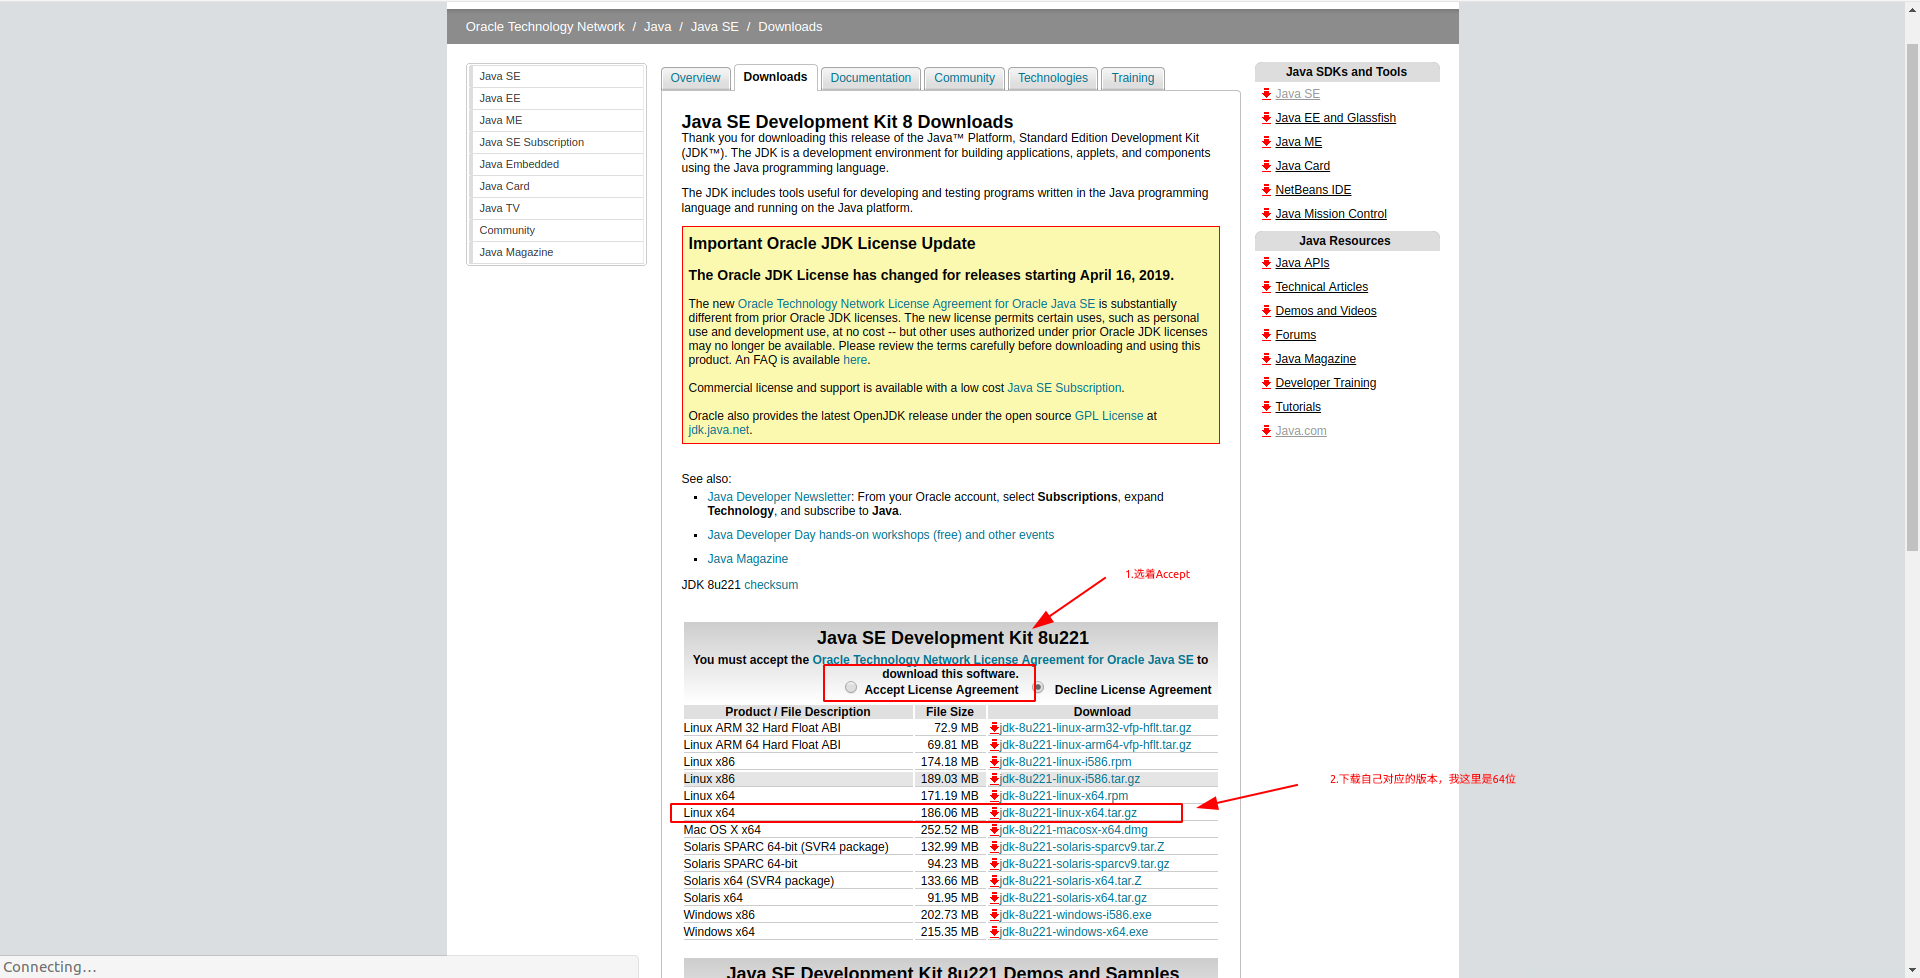 Oracle Technology Network / Java / Java SE / Downloads
Java SE
Java EE
Java ME
Java SE Subscription
Java Embedded
Java Card
Java TV
Community
Java Magazine
Overview
Downloads
Documentation
Community
Technologies
Training
Java SE Development Kit 8 Downloads
Thank you for downloading this release of the Java™ Platform, Standard Edition Development Kit
(JDK™). The JDK is a development environment for building applications, applets, and components
using the Java programming language.
The JDK includes tools useful for developing and testing programs written in the Java programming
language and running on the Java platform.
Important Oracle JDK License Update
The Oracle JDK License has changed for releases starting April 16, 2019.
The new Oracle Technology Network License Agreement for Oracle Java SE is substantially
different from prior Oracle JDK licenses. The new license permits certain uses, such as personal
use and development use, at no cost -- but other uses authorized under prior Oracle JDK licenses
may no longer be available. Please review the terms carefully before downloading and using this
product. An FAQ is available here.
Commercial license and support is available with a low cost Java SE Subscription.
Oracle also provides the latest OpenJDK release under the open source GPL License at
jdk.java.net.
See also:
Java Developer Newsletter: From your Oracle account, select Subscriptions, expand
Technology, and subscribe to Java.
Java Developer Day hands-on workshops (free) and other events
Java Magazine
JDK 8u221 checksum
1.选着Accept
Java SE Development Kit 8u221
You must accept the Oracle Technology Network License Agreement for Oracle Java SE to
download this software.
Accept License Agreement Decline License Agreement
Product / File Description File Size Download
Linux ARM 32 Hard Float ABI 72.9 MB jdk-8u221-linux-arm32-vfp-hflt.tar.gz
Linux ARM 64 Hard Float ABI 69.81 MB jdk-8u221-linux-arm64-vfp-hflt.tar.gz
Linux x86 174.18 MB jdk-8u221-linux-i586.rpm
Linux x86 189.03 MB jdk-8u221-linux-i586.tar.gz
Linux x64 171.19 MB jdk-8u221-linux-x64.rpm
Linux x64 186.06 MB jdk-8u221-linux-x64.tar.gz
Mac OS X x64 252.52 MB jdk-8u221-macosx-x64.dmg
Solaris SPARC 64-bit (SVR4 package) 132.99 MB jdk-8u221-solaris-sparcv9.tar.Z
Solaris SPARC 64-bit 94.23 MB jdk-8u221-solaris-sparcv9.tar.gz
Solaris x64 (SVR4 package) 133.66 MB jdk-8u221-solaris-x64.tar.Z
Solaris x64 91.95 MB jdk-8u221-solaris-x64.tar.gz
Windows x86 202.73 MB jdk-8u221-windows-i586.exe
Windows x64 215.35 MB jdk-8u221-windows-x64.exe
2.下载自己对应的版本，我这里是64位
Java SE Development Kit 8u221 Demos and Samples
Java SDKs and Tools
Java SE
Java EE and Glassfish
Java ME
Java Card
NetBeans IDE
Java Mission Control
Java Resources
Java APIs
Technical Articles
Demos and Videos
Forums
Java Magazine
Developer Training
Tutorials
Java.com
Connecting…